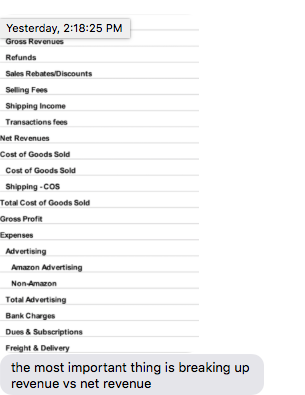 Yesterday, 2:18:25 PM
Gross Revenues
Refunds
Sales Rebates/Discounts
Selling Fees
Shipping Income
Transactions fees
Net Revenues
Cost of Goods Sold
Cost of Goods Sold
Shipping - COS
Total Cost of Goods Sold
Gross Profit
Expenses
Advertising
Amazon Advertising
Non-Amazon
Total Advertising
Bank Charges
Dues & Subscriptions
Freight & Delivery
the most important thing is breaking up
revenue vs net revenue